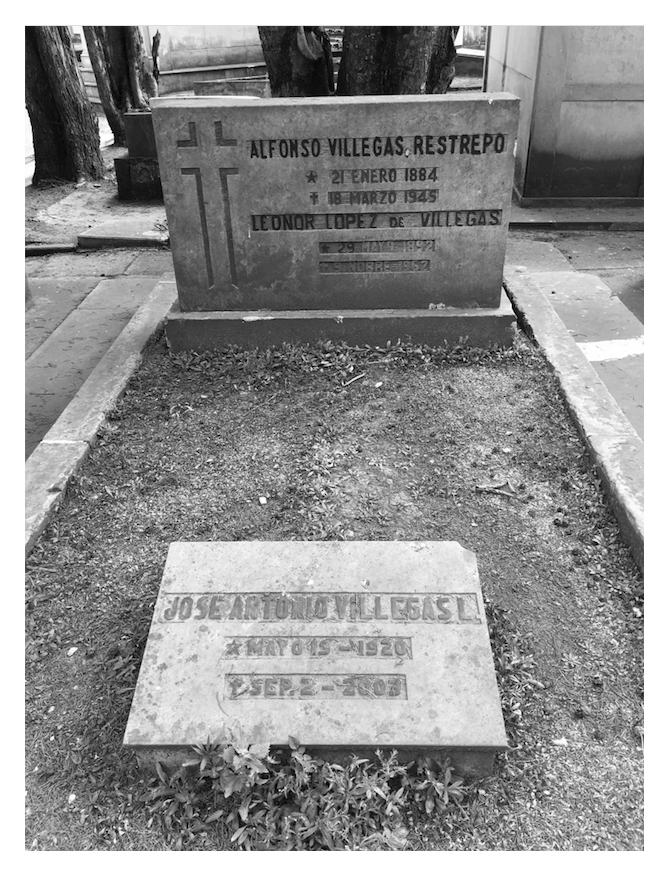 ALFONSO VILLEGAS RESTREPO
★ 21 ENERO 1884
✝ 18 MARZO 1945
LEONOR LOPEZ DE VILLEGAS
★ 29 MAYO 1892
JOSE ANTONIO VILLEGAS L.
★ MAYO 15 - 1920
✝ SEP. 2 - 2003